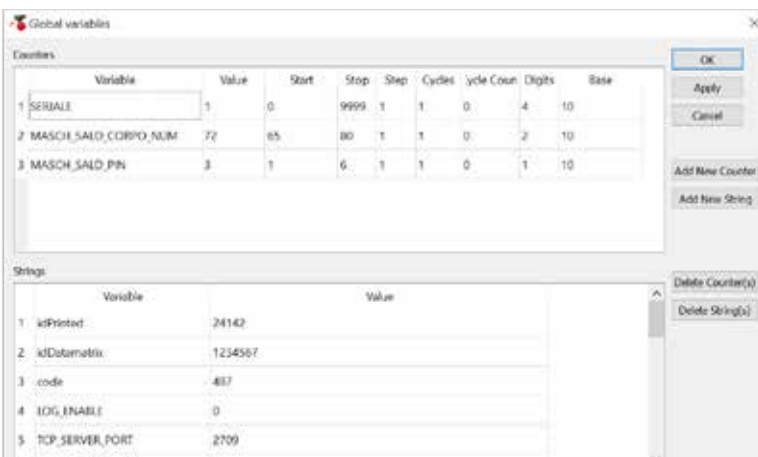 Global variables
Counters
Variable Value Start Stop Step Cycles ycle Coun Digits Base
1 SERIALE 1 0 9999 1 1 0 4 10
2 MASCH_SALD_CORPO_NUM 72 65 80 1 1 0 2 10
3 MASCH_SALD_PIN 3 1 6 1 1 0 1 10
OK
Apply
Cancel
Add New Counter
Add New String
Strings
Variable Value
1 idPrinted 24142
2 idDatamatrix 1234567
3 code 487
4 LOG_ENABLE 0
5 TCP_SERVER_PORT 2709
Delete Counter(s)
Delete String(s)